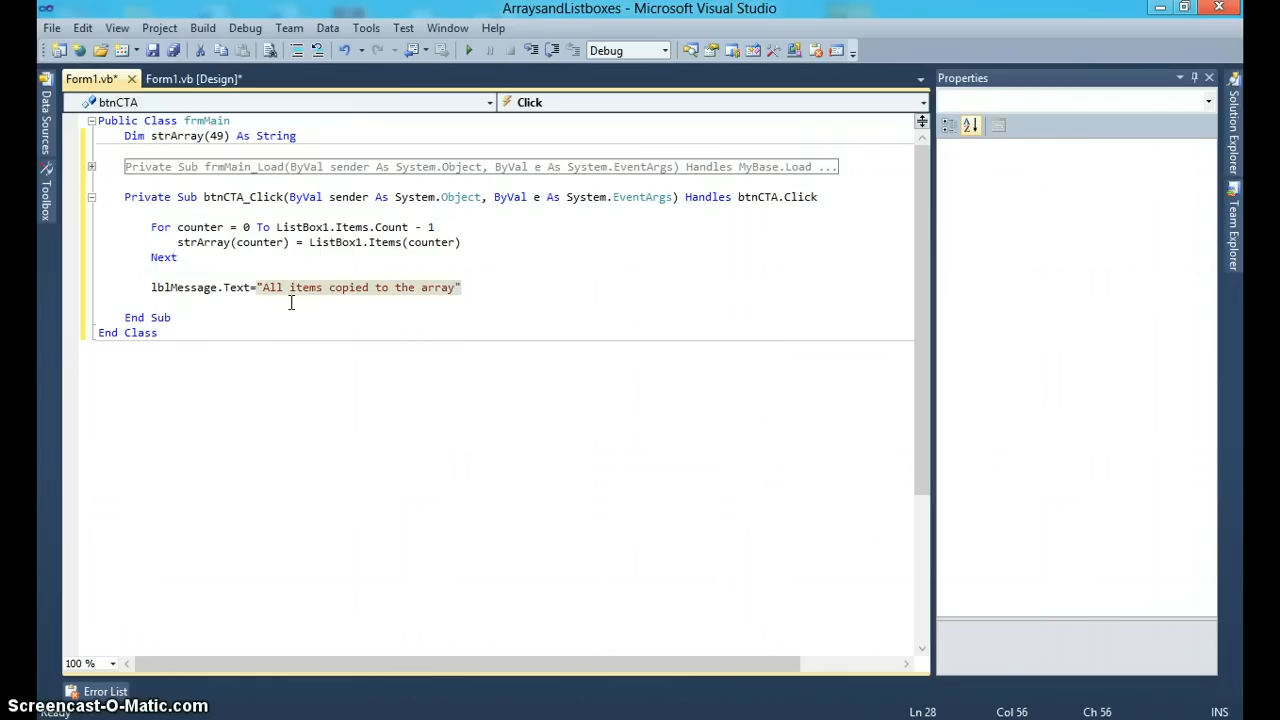 ArraysandListboxes - Microsoft Visual Studio
File Edit View Project Build Debug Team Data Tools Test Window Help
Debug
Form1.vb* Form1.vb [Design]*
Properties
btnCTA Click
Public Class frmMain
Dim strArray(49) As String
Private Sub frmMain_Load(ByVal sender As System.Object, ByVal e As System.EventArgs) Handles MyBase.Load ...
Private Sub btnCTA_Click(ByVal sender As System.Object, ByVal e As System.EventArgs) Handles btnCTA.Click
For counter = 0 To ListBox1.Items.Count - 1
strArray(counter) = ListBox1.Items(counter)
Next
lblMessage.Text="All items copied to the array"
End Sub
End Class
Data Sources
Toolbox
Solution Explorer
Team Explorer
100 %
Error List
Screencast-O-Matic.com
Ready Ln 28 Col 56 Ch 56 INS